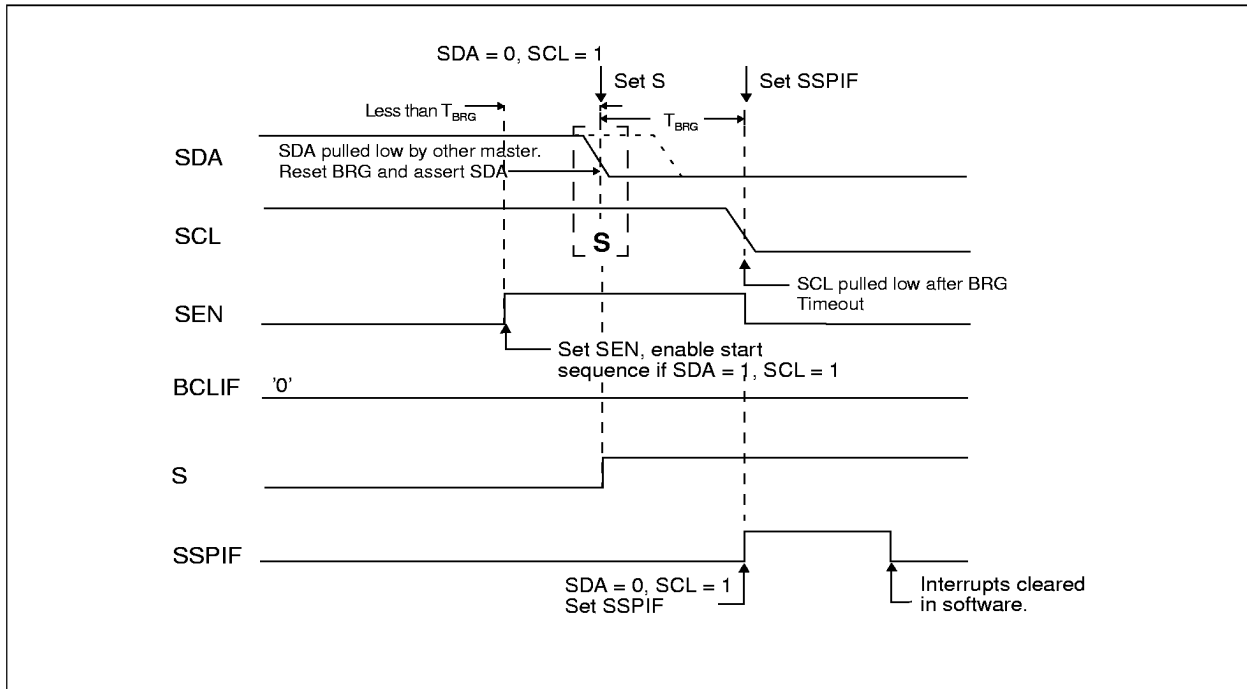 SDA = 0, SCL = 1
Set S
Set SSPIF
Less than TBRG
TBRG
SDA
SDA pulled low by other master.
Reset BRG and assert SDA
SCL
S
SCL pulled low after BRG
Timeout
SEN
Set SEN, enable start
sequence if SDA = 1, SCL = 1
BCLIF
'0'
S
SSPIF
SDA = 0, SCL = 1
Set SSPIF
Interrupts cleared
in software.